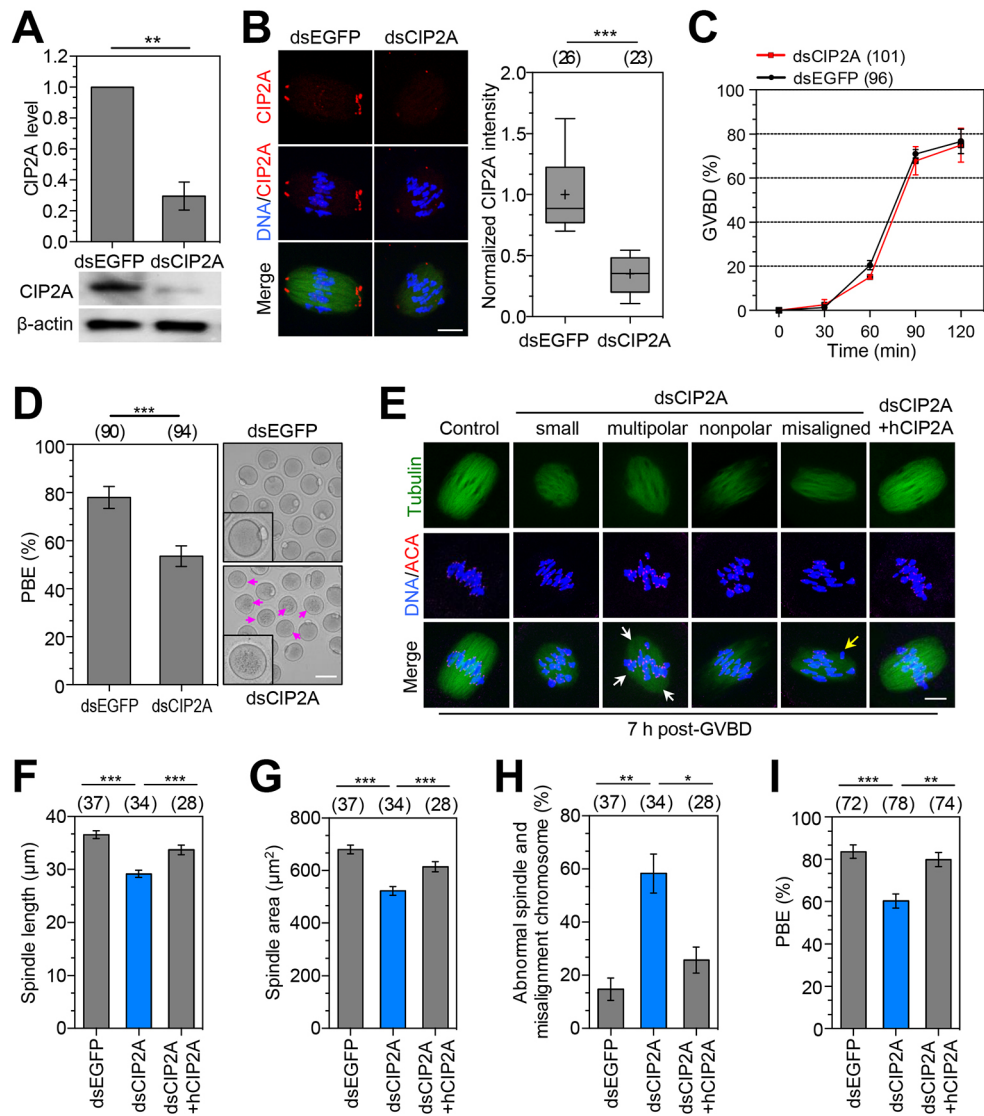 A
**
CIP2A level
1.2
1.0
0.8
0.6
0.4
0.2
0.0
dsEGFP dsCIP2A
CIP2A
β-actin
B
dsEGFP dsCIP2A
CIP2A
DNA/CIP2A
Merge
***
(26) (23)
Normalized CIP2A intensity
2.0
1.5
1.0
0.5
0.0
dsEGFP dsCIP2A
C
dsCIP2A (101)
dsEGFP (96)
GVBD (%)
100
80
60
40
20
0
0 30 60 90 120
Time (min)
D
***
(90) (94)
PBE (%)
100
80
60
40
20
0
80
60
40
20
0
dsEGFP dsCIP2A
dsEGFP
dsCIP2A
E
dsCIP2A
dsCIP2A
+hCIP2A
Control small multipolar nonpolar misaligned
Tubulin
DNA/ACA
Merge
7 h post-GVBD
F
*** ***
(37) (34) (28)
Spindle length (μm)
40
30
20
10
0
dsEGFP
dsCIP2A
dsCIP2A
+hCIP2A
G
*** ***
(37) (34) (28)
Spindle area (μm²)
800
600
400
200
0
dsEGFP
dsCIP2A
dsCIP2A
+hCIP2A
H
** *
(37) (34) (28)
Abnormal spindle and
misalignment chromosome (%)
80
60
40
20
0
dsEGFP
dsCIP2A
dsCIP2A
+hCIP2A
I
*** **
(72) (78) (74)
PBE (%)
100
80
60
40
20
0
dsEGFP
dsCIP2A
dsCIP2A
+hCIP2A